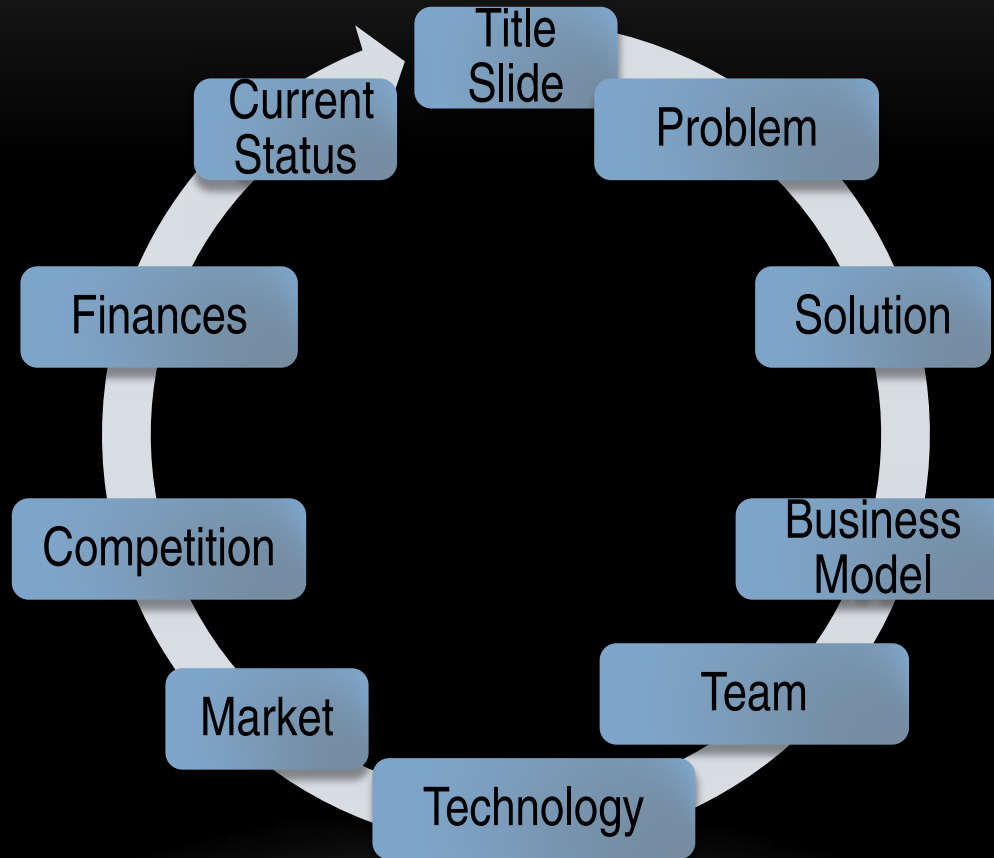 Title
Slide
Problem
Solution
Business
Model
Team
Technology
Market
Competition
Finances
Current
Status